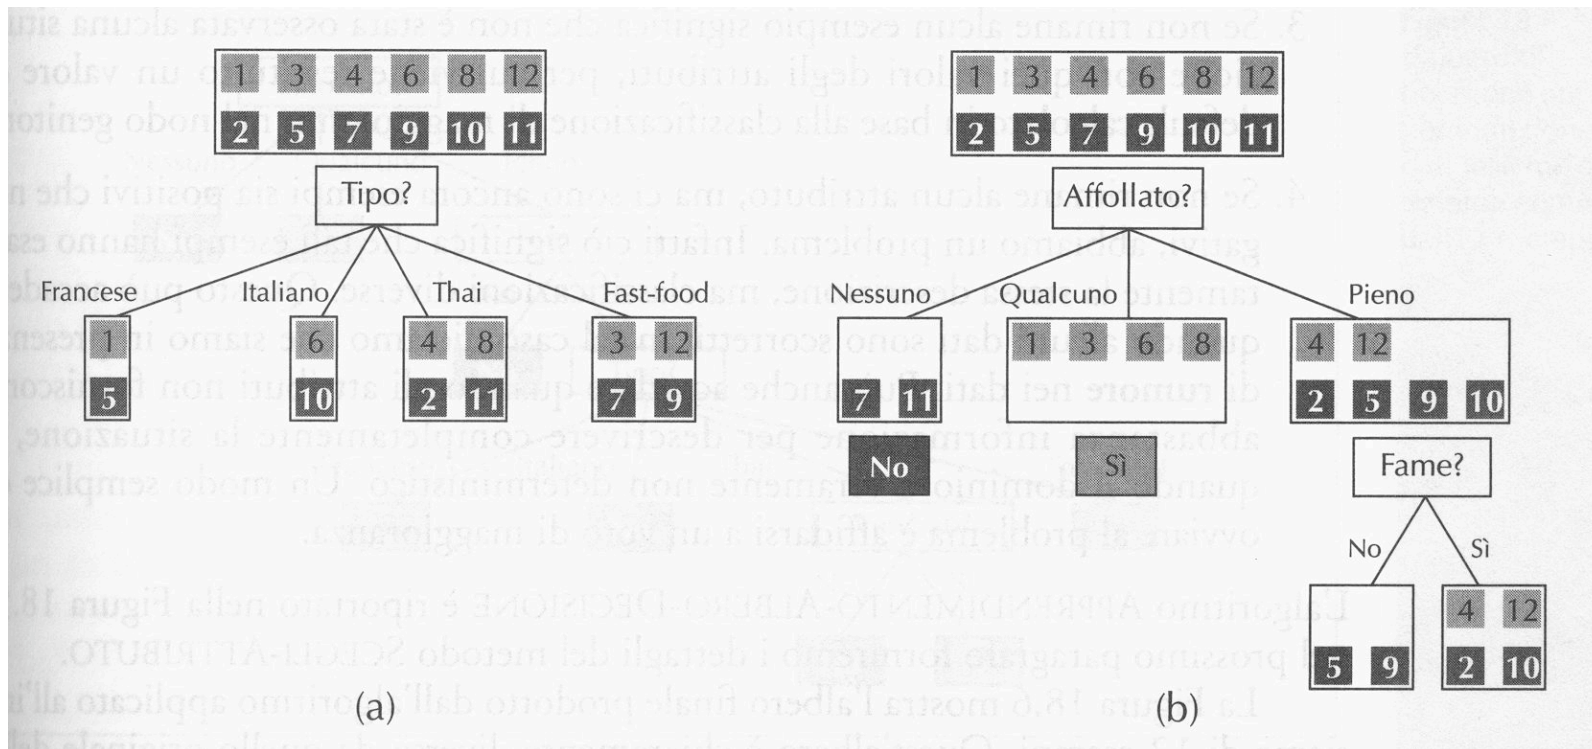 1 3 4 6 8 12
2 5 7 9 10 11
Tipo?
Francese Italiano Thai Fast-food
1 6 4 8 3 12
5 10 2 11 7 9
(a)
1 3 4 6 8 12
2 5 7 9 10 11
Affollato?
Nessuno Qualcuno Pieno
1 3 6 8 4 12
7 11 2 5 9 10
No Sì Fame?
No Sì
4 12
5 9 2 10
(b)